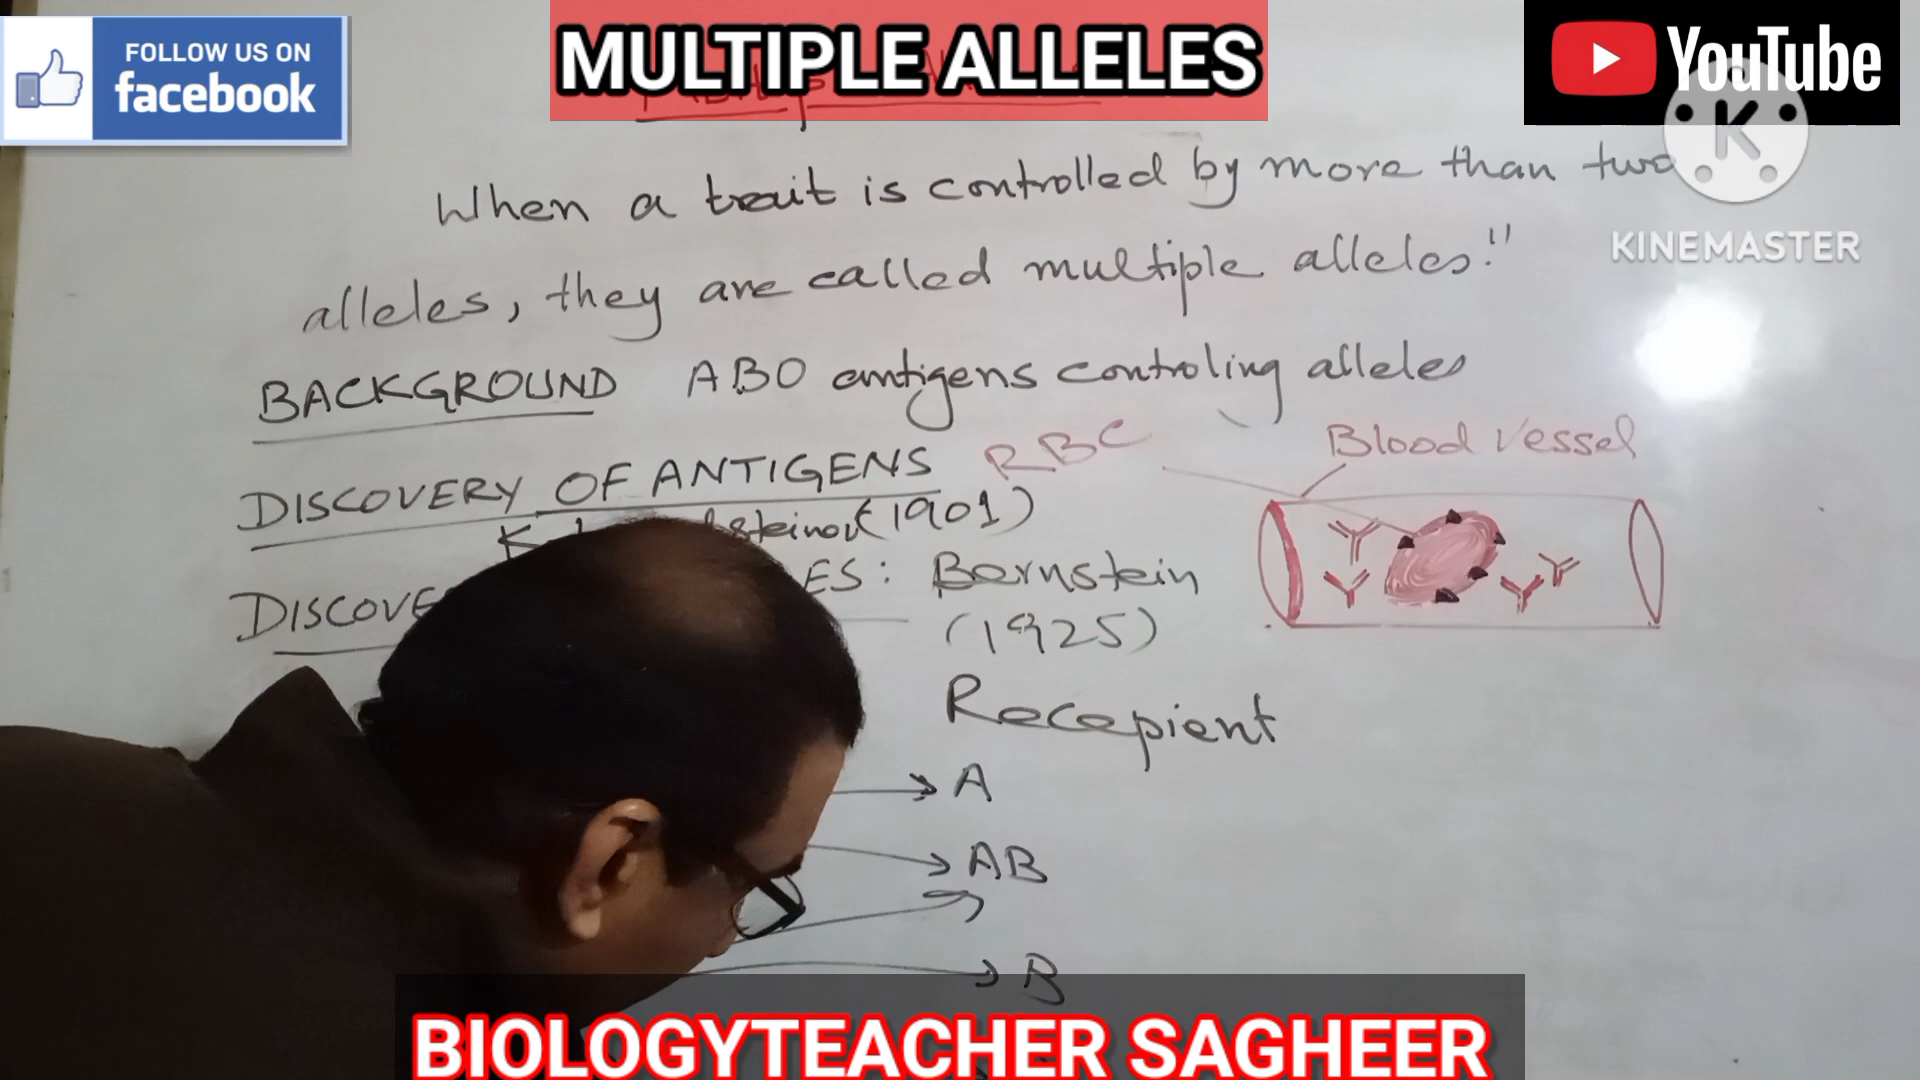 FOLLOW US ON
facebook
MULTIPLE ALLELES
YouTube
K
KINEMASTER
When a trait is controlled by more than two
alleles, they are called multiple alleles!"
BACKGROUND ABO antigens controling alleles
DISCOVERY OF ANTIGENS
RBC
Blood Vessel
(1901)
DISCOVE ES: Bernstein
(1925)
Recepient
A
AB
B
BIOLOGYTEACHER SAGHEER